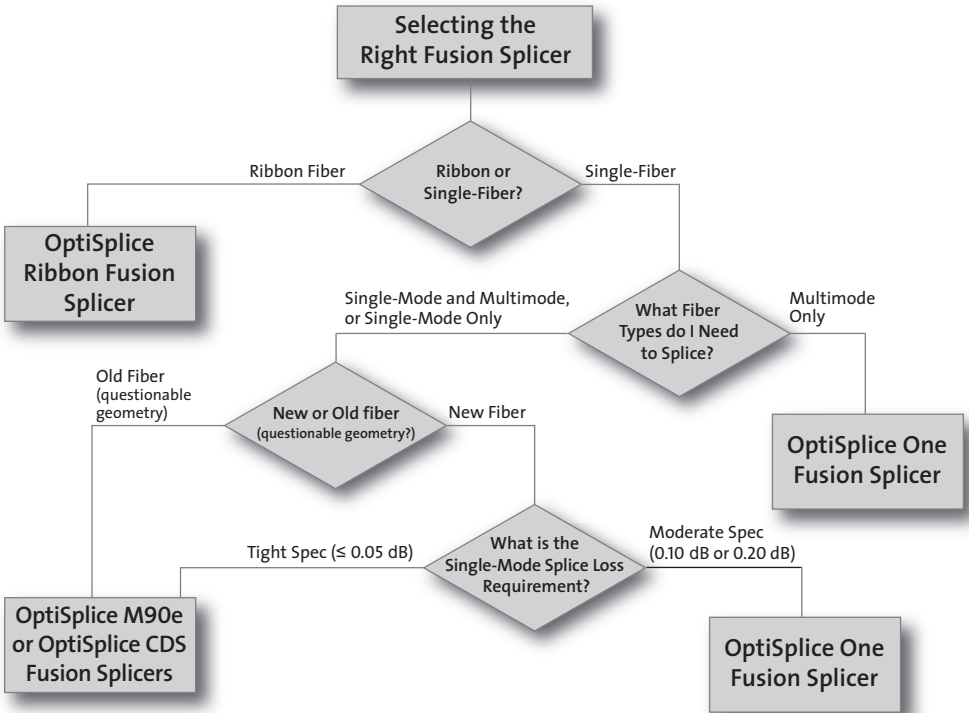 Selecting the
Right Fusion Splicer
Ribbon Fiber
Ribbon or
Single-Fiber?
Single-Fiber
OptiSplice
Ribbon Fusion
Splicer
Single-Mode and Multimode,
or Single-Mode Only
What Fiber
Types do I Need
to Splice?
Multimode
Only
Old Fiber
(questionable
geometry)
New or Old fiber
(questionable geometry?)
New Fiber
OptiSplice One
Fusion Splicer
Tight Spec (≤ 0.05 dB)
What is the
Single-Mode Splice Loss
Requirement?
Moderate Spec
(0.10 dB or 0.20 dB)
OptiSplice M90e
or OptiSplice CDS
Fusion Splicers
OptiSplice One
Fusion Splicer